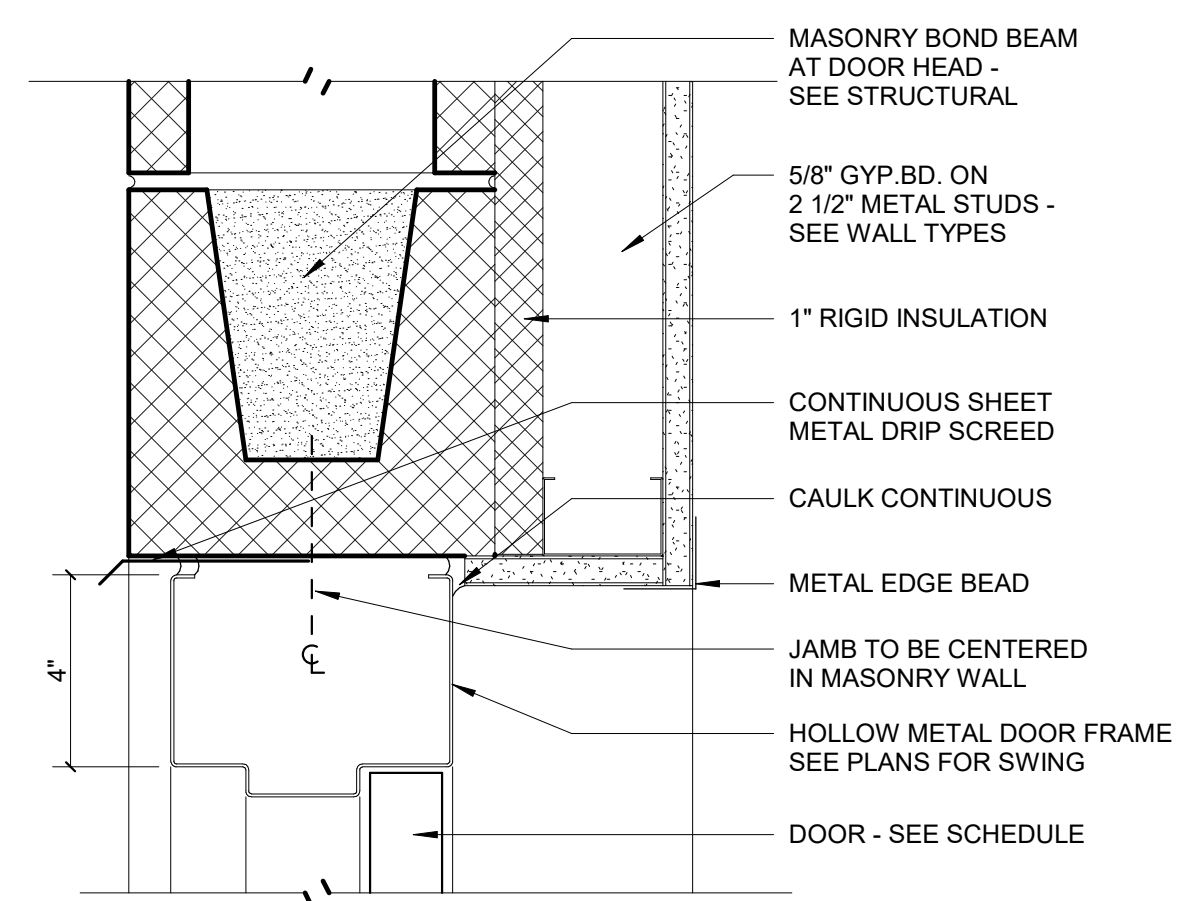 MASONRY BOND BEAM
AT DOOR HEAD -
SEE STRUCTURAL
5/8" GYP.BD. ON
2 1/2" METAL STUDS -
SEE WALL TYPES
1" RIGID INSULATION
CONTINUOUS SHEET
METAL DRIP SCREED
CAULK CONTINUOUS
METAL EDGE BEAD
JAMB TO BE CENTERED
IN MASONRY WALL
HOLLOW METAL DOOR FRAME
SEE PLANS FOR SWING
DOOR - SEE SCHEDULE
4"
℄